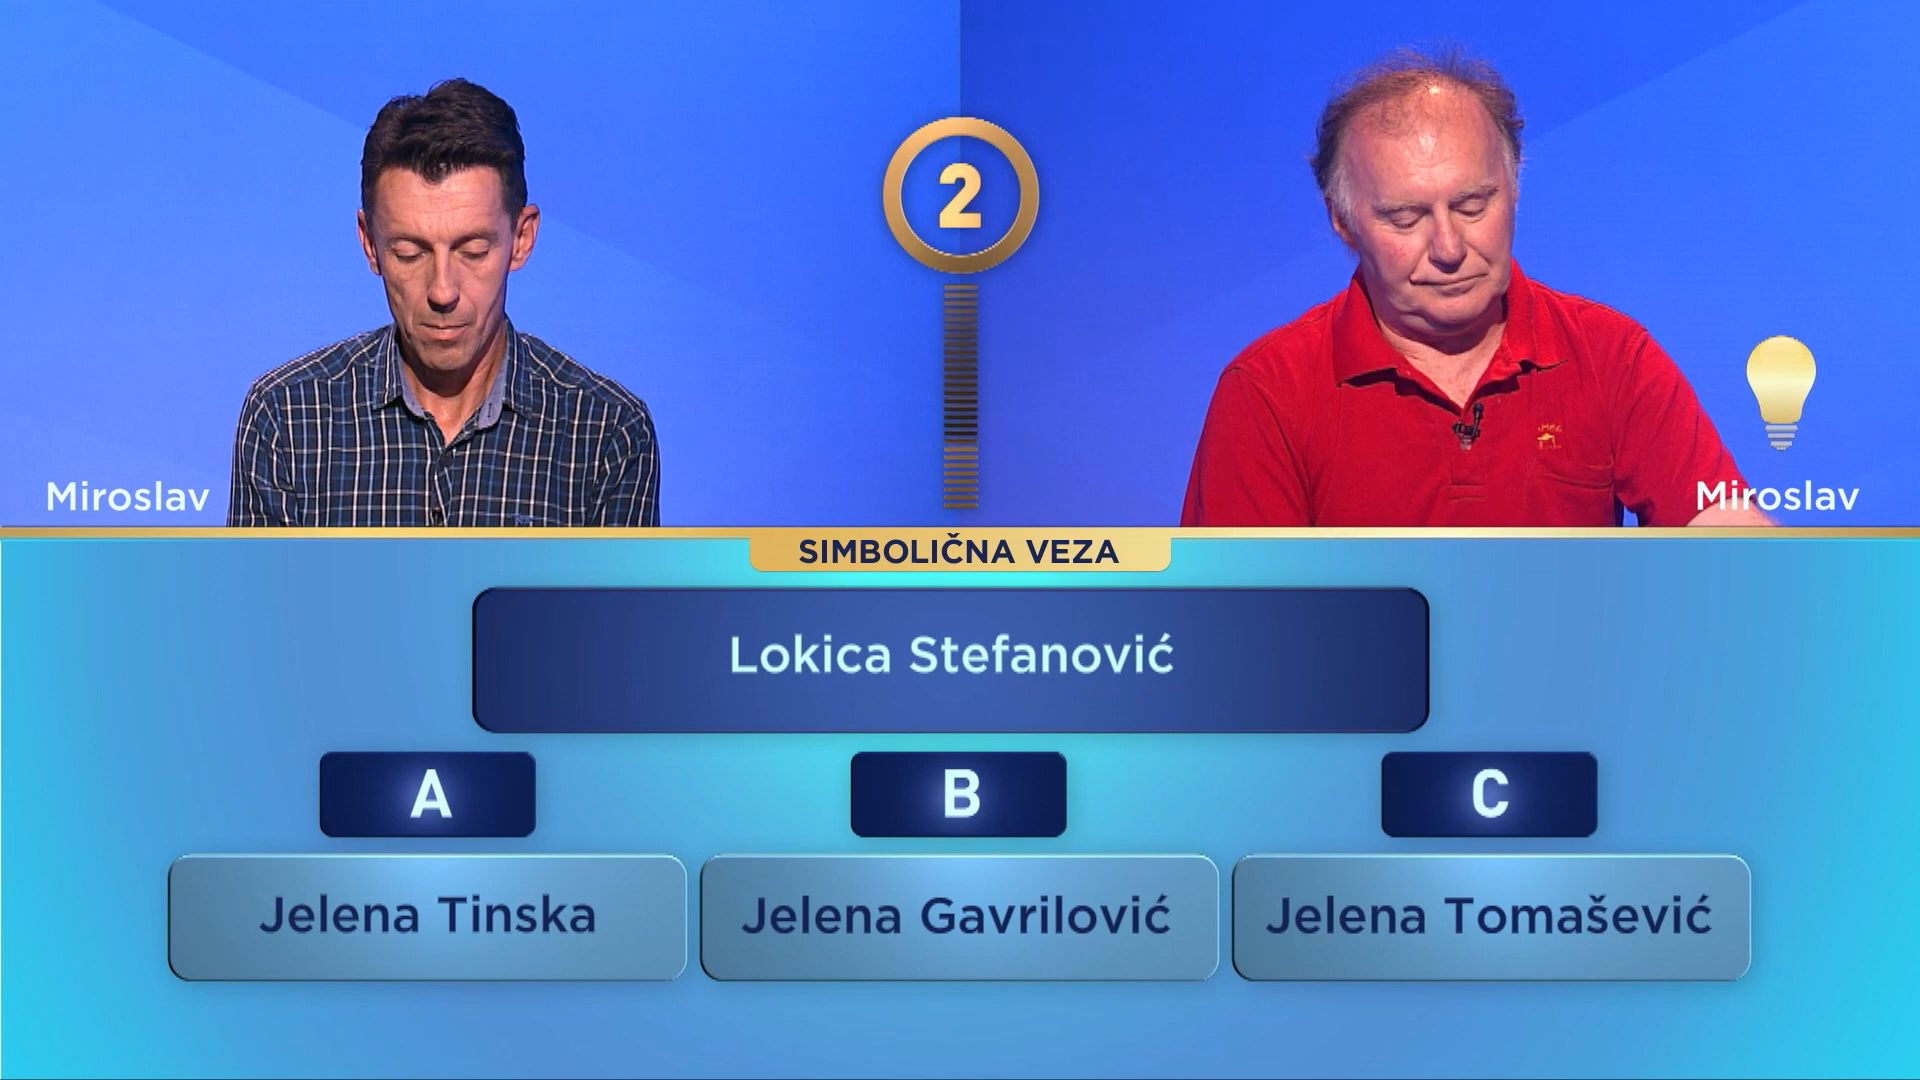 2
Miroslav
Miroslav
SIMBOLIČNA VEZA
Lokica Stefanović
A
B
C
Jelena Tinska
Jelena Gavrilović
Jelena Tomašević